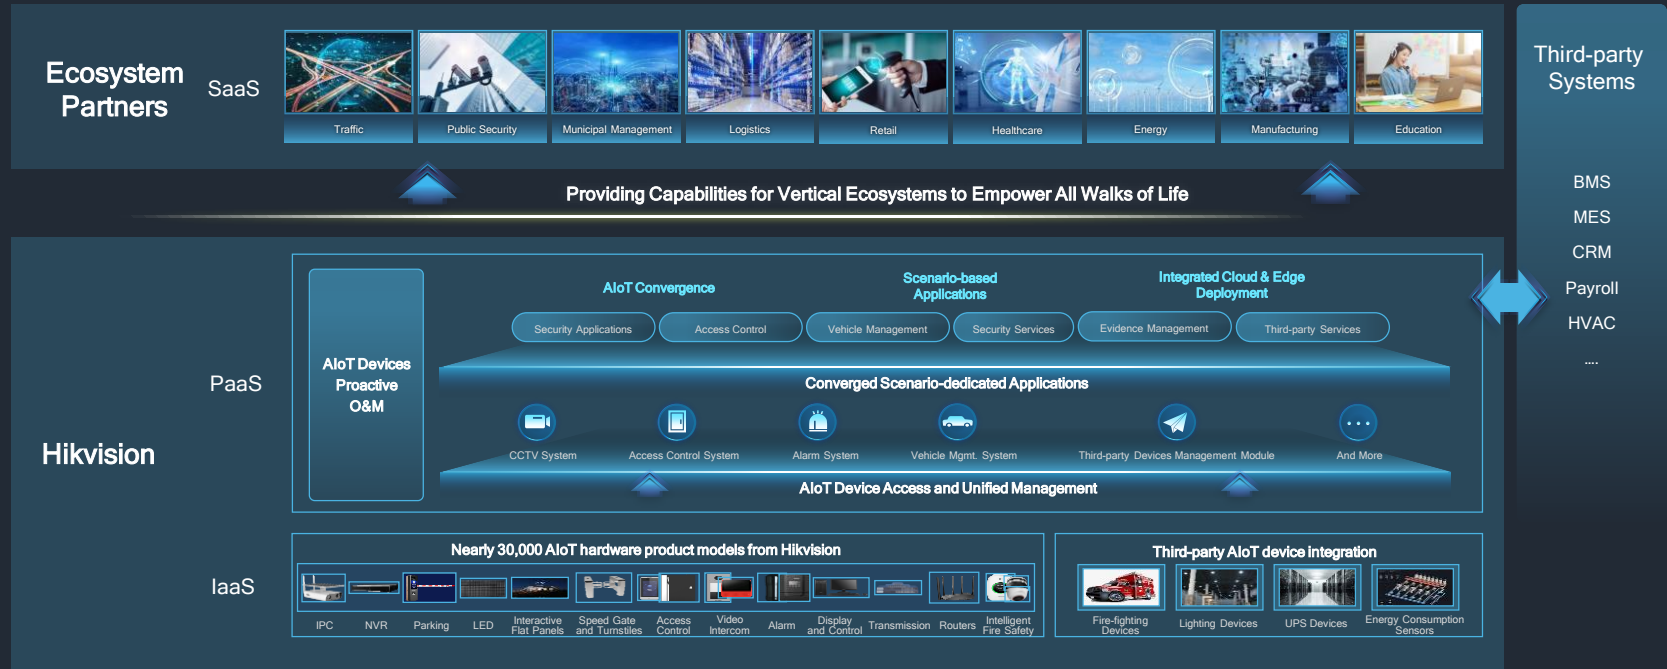 Ecosystem
Partners
SaaS
Traffic
Public Security
Municipal Management
Logistics
Retail
Healthcare
Energy
Manufacturing
Education
Providing Capabilities for Vertical Ecosystems to Empower All Walks of Life
Third-party
Systems
BMS
MES
CRM
Payroll
HVAC
....
Hikvision
PaaS
AIoT Devices
Proactive
O&M
AIoT Convergence
Scenario-based
Applications
Integrated Cloud & Edge
Deployment
Security Applications
Access Control
Vehicle Management
Security Services
Evidence Management
Third-party Services
Converged Scenario-dedicated Applications
CCTV System
Access Control System
Alarm System
Vehicle Mgmt. System
Third-party Devices Management Module
And More
AIoT Device Access and Unified Management
IaaS
Nearly 30,000 AIoT hardware product models from Hikvision
IPC
NVR
Parking
LED
Interactive
Flat Panels
Speed Gate
and Turnstiles
Access
Control
Video
Intercom
Alarm
Display
and Control
Transmission
Routers
Intelligent
Fire Safety
Third-party AIoT device integration
Fire-fighting
Devices
Lighting Devices
UPS Devices
Energy Consumption
Sensors